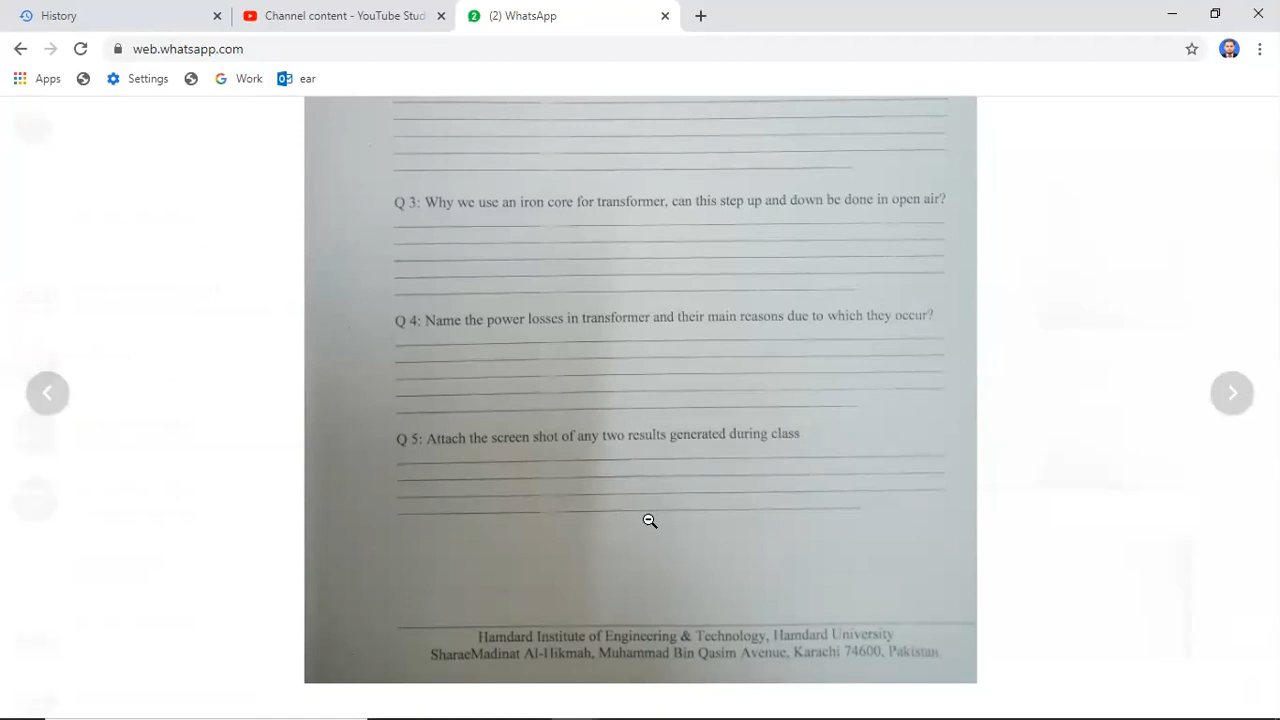 History
Channel content - YouTube Stud
2
(2) WhatsApp
web.whatsapp.com
Apps
Settings
Work
ear
Q 3: Why we use an iron core for transformer, can this step up and down be done in open air?
Q 4: Name the power losses in transformer and their main reasons due to which they occur?
Q 5: Attach the screen shot of any two results generated during class
Hamdard Institute of Engineering & Technology, Hamdard University
SharaeMadinat Al-Hikmah, Muhammad Bin Qasim Avenue, Karachi 74600, Pakistan